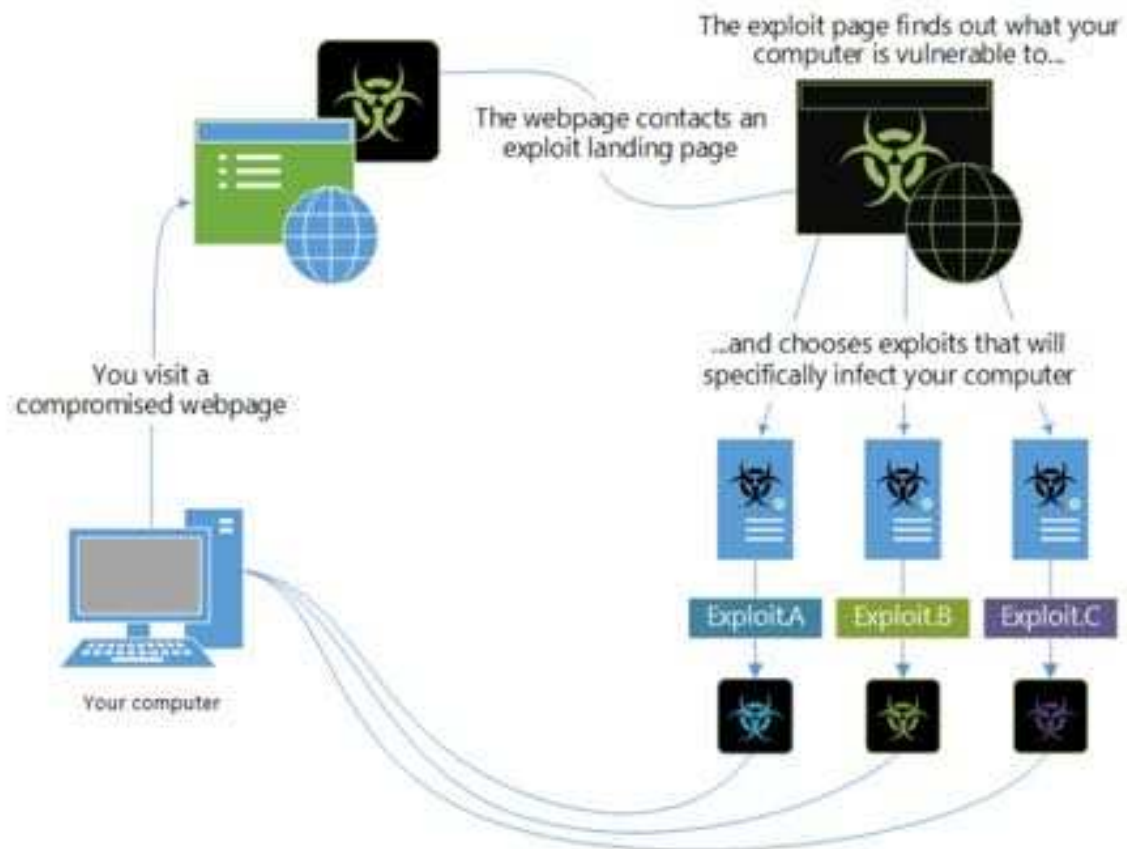 The exploit page finds out what your
computer is vulnerable to...
The webpage contacts an
exploit landing page
...and chooses exploits that will
specifically infect your computer
You visit a
compromised webpage
Exploit.A
Exploit.B
Exploit.C
Your computer